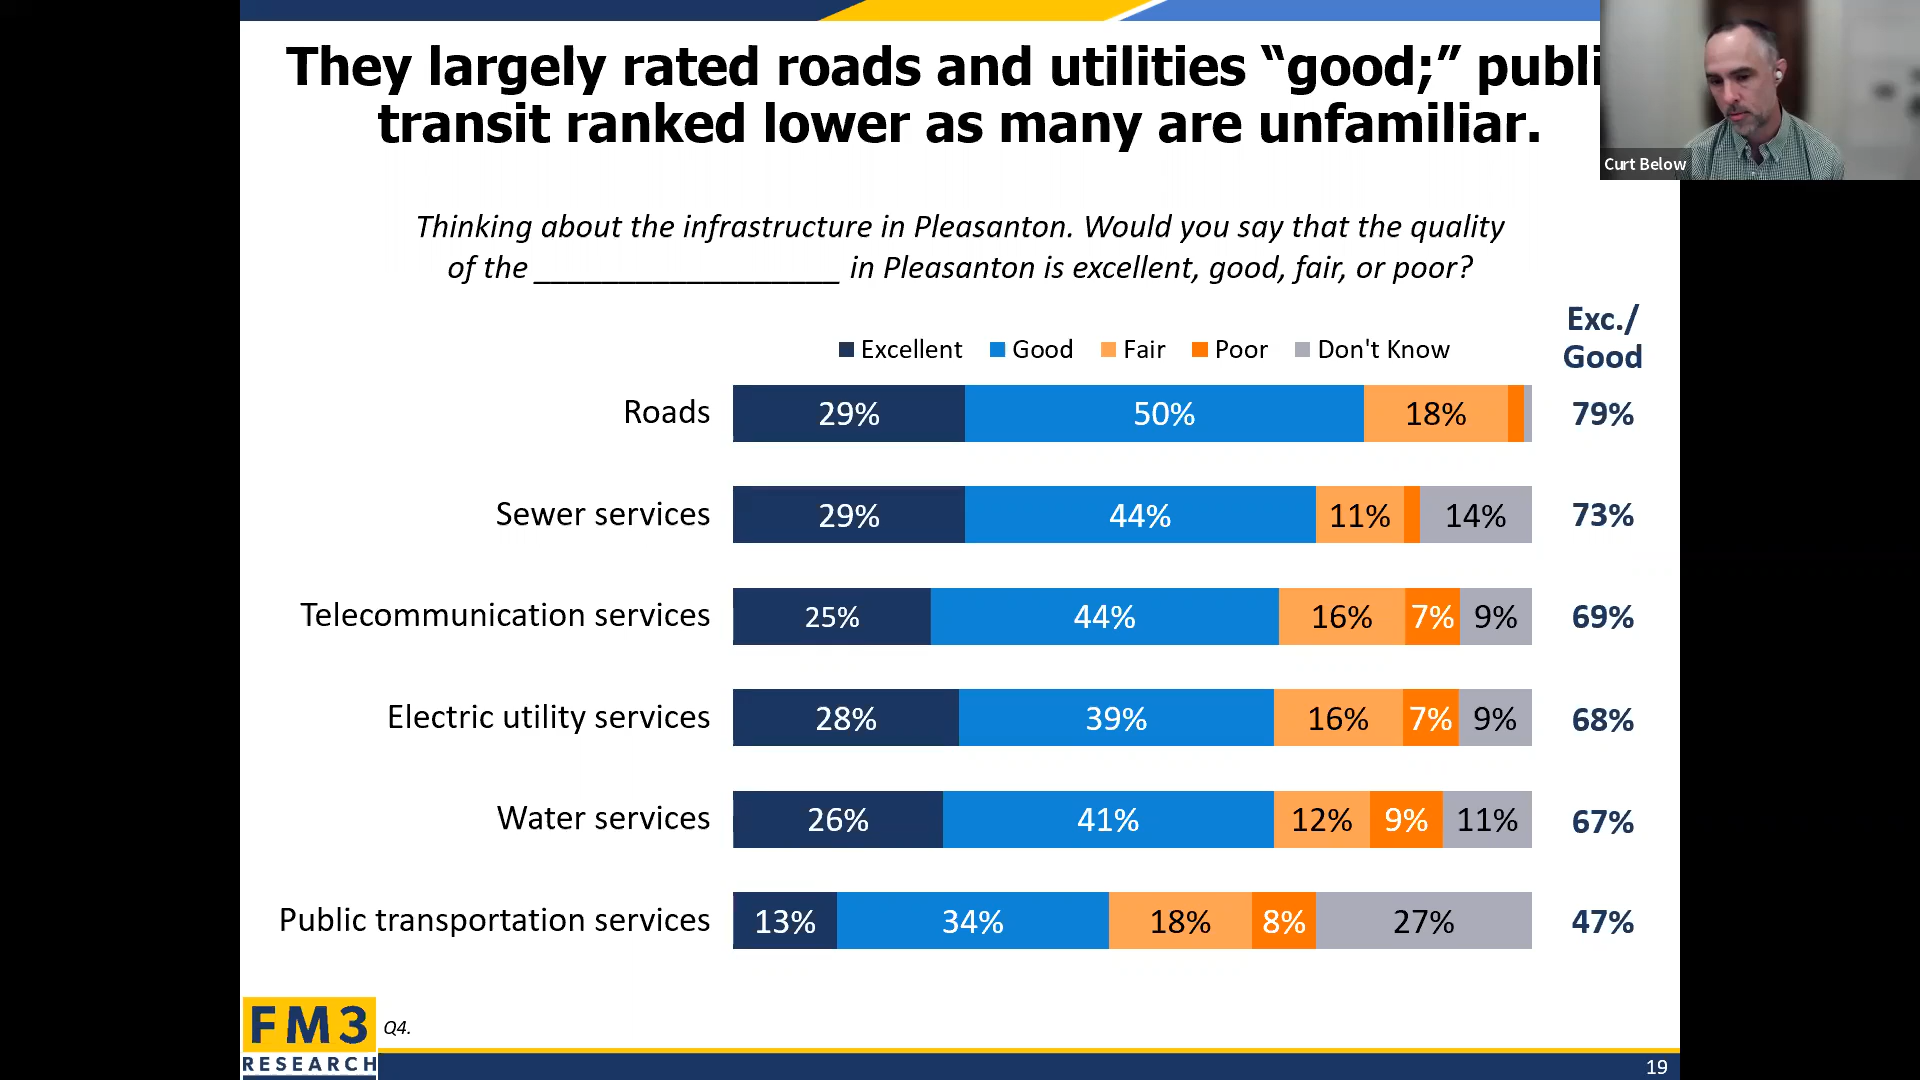 They largely rated roads and utilities “good;” publi
transit ranked lower as many are unfamiliar.
Curt Below
Thinking about the infrastructure in Pleasanton. Would you say that the quality
of the __________________ in Pleasanton is excellent, good, fair, or poor?
Exc./
Good
Excellent Good Fair Poor Don't Know
Roads 29% 50% 18% 79%
Sewer services 29% 44% 11% 14% 73%
Telecommunication services 25% 44% 16% 7% 9% 69%
Electric utility services 28% 39% 16% 7% 9% 68%
Water services 26% 41% 12% 9% 11% 67%
Public transportation services 13% 34% 18% 8% 27% 47%
FM3
RESEARCH
Q4.
19